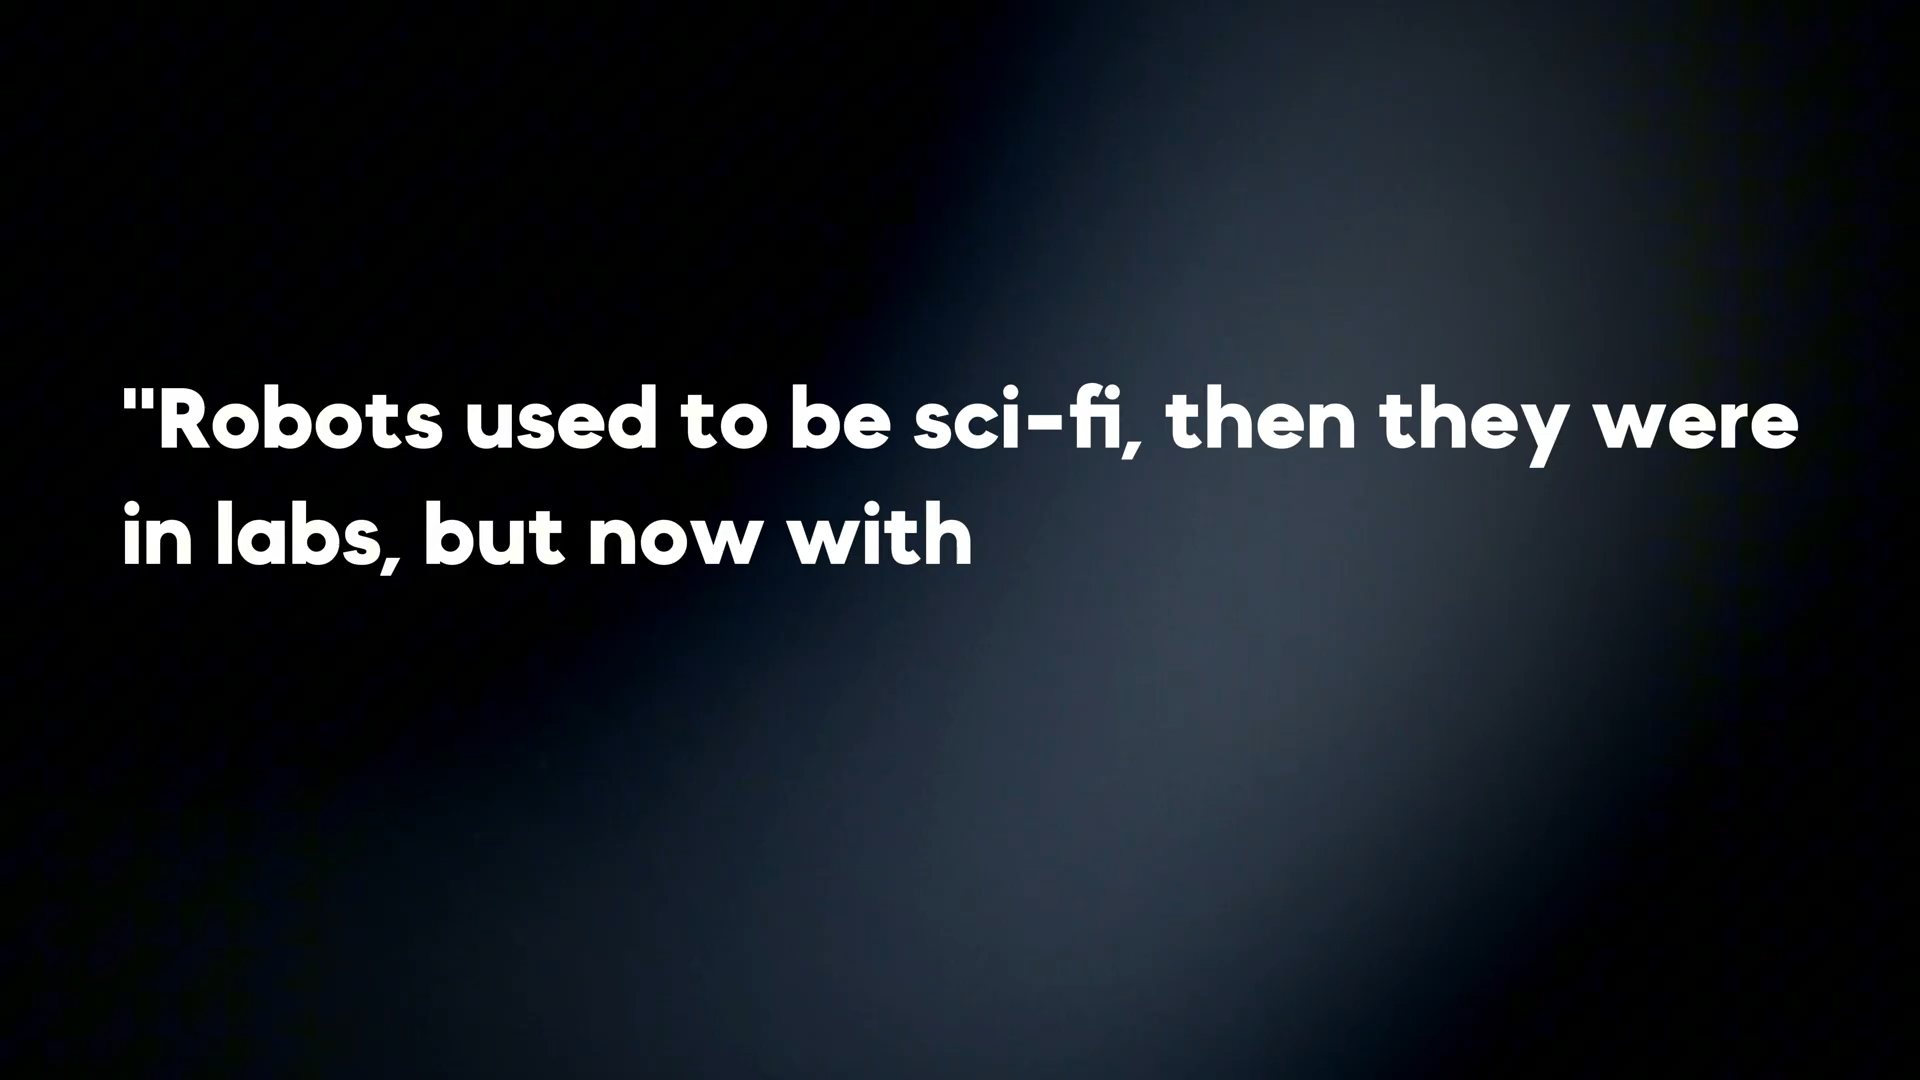 "Robots used to be sci-fi, then they were
in labs, but now with